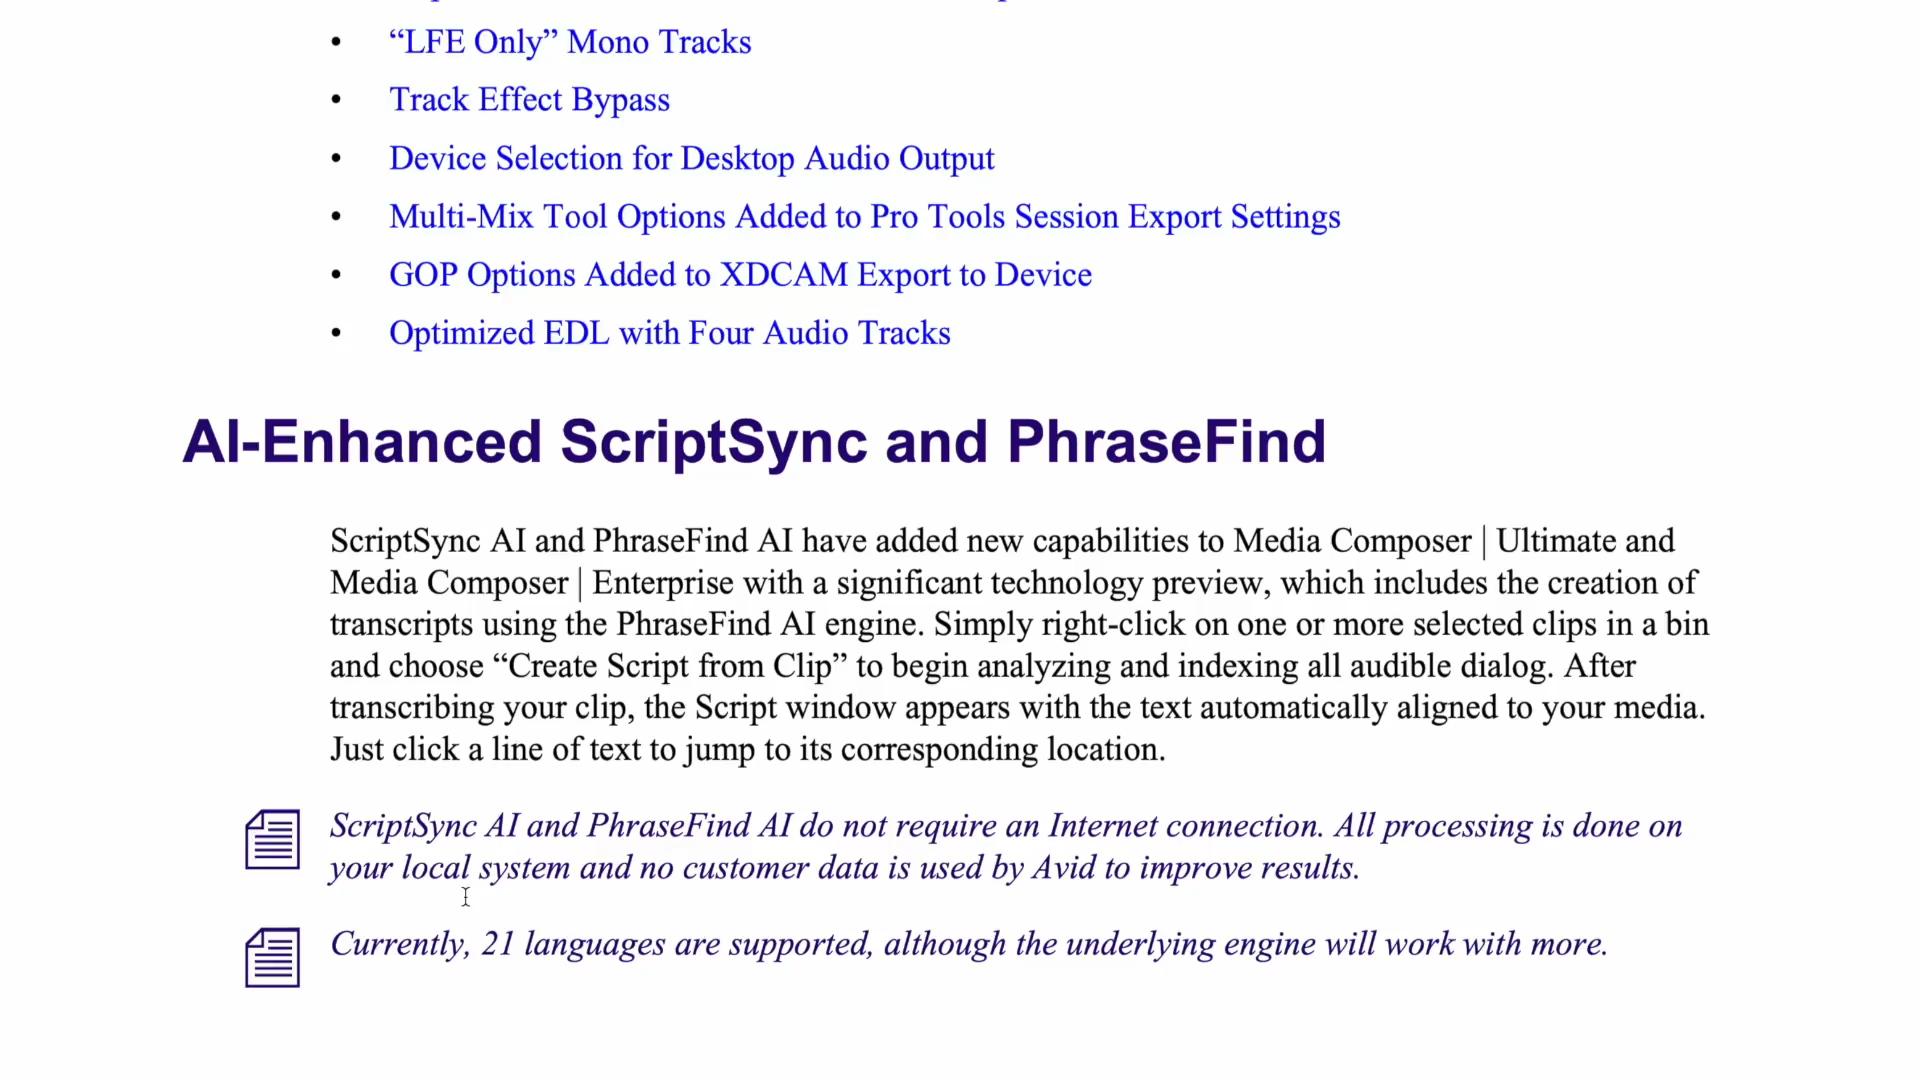 • “LFE Only” Mono Tracks
• Track Effect Bypass
• Device Selection for Desktop Audio Output
• Multi-Mix Tool Options Added to Pro Tools Session Export Settings
• GOP Options Added to XDCAM Export to Device
• Optimized EDL with Four Audio Tracks
AI-Enhanced ScriptSync and PhraseFind
ScriptSync AI and PhraseFind AI have added new capabilities to Media Composer | Ultimate and
Media Composer | Enterprise with a significant technology preview, which includes the creation of
transcripts using the PhraseFind AI engine. Simply right-click on one or more selected clips in a bin
and choose “Create Script from Clip” to begin analyzing and indexing all audible dialog. After
transcribing your clip, the Script window appears with the text automatically aligned to your media.
Just click a line of text to jump to its corresponding location.
ScriptSync AI and PhraseFind AI do not require an Internet connection. All processing is done on
your local system and no customer data is used by Avid to improve results.
Currently, 21 languages are supported, although the underlying engine will work with more.